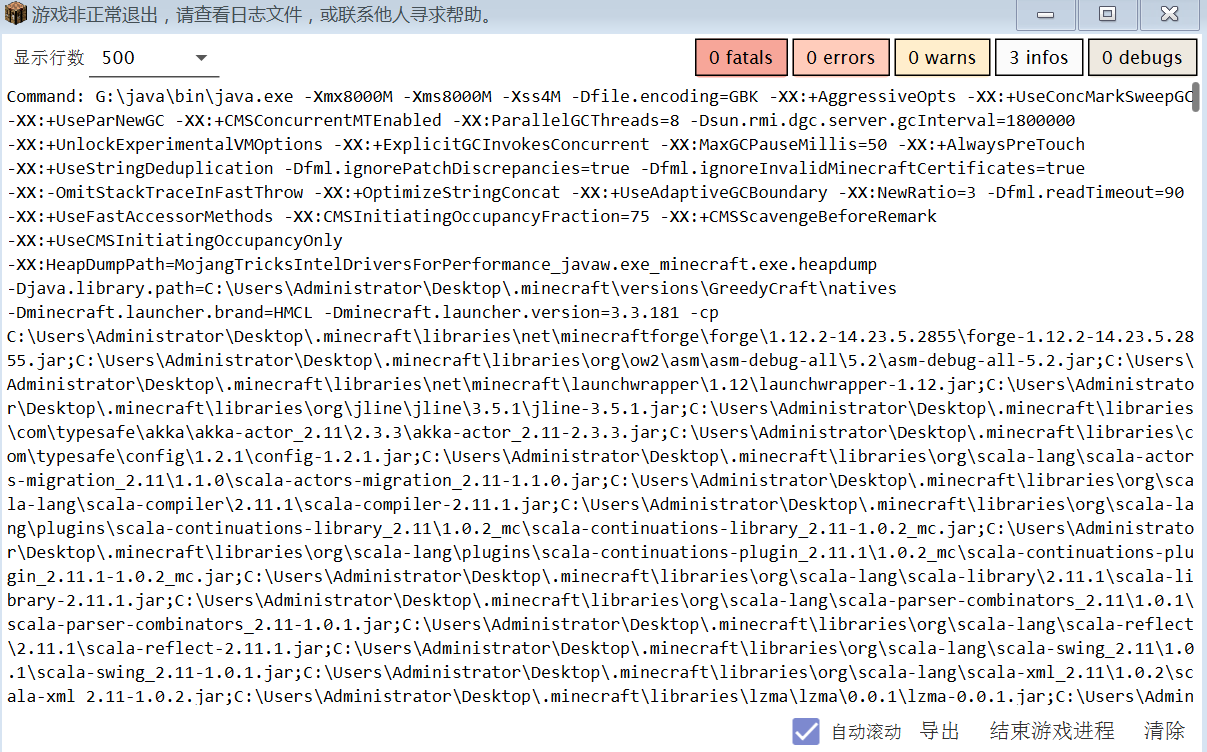 游戏非正常退出，请查看日志文件，或联系他人寻求帮助。
显示行数 500 0 fatals 0 errors 0 warns 3 infos 0 debugs
Command: G:\java\bin\java.exe -Xmx8000M -Xms8000M -Xss4M -Dfile.encoding=GBK -XX:+AggressiveOpts -XX:+UseConcMarkSweepGC
-XX:+UseParNewGC -XX:+CMSConcurrentMTEnabled -XX:ParallelGCThreads=8 -Dsun.rmi.dgc.server.gcInterval=1800000
-XX:+UnlockExperimentalVMOptions -XX:+ExplicitGCInvokesConcurrent -XX:MaxGCPauseMillis=50 -XX:+AlwaysPreTouch
-XX:+UseStringDeduplication -Dfml.ignorePatchDiscrepancies=true -Dfml.ignoreInvalidMinecraftCertificates=true
-XX:-OmitStackTraceInFastThrow -XX:+OptimizeStringConcat -XX:+UseAdaptiveGCBoundary -XX:NewRatio=3 -Dfml.readTimeout=90
-XX:+UseFastAccessorMethods -XX:CMSInitiatingOccupancyFraction=75 -XX:+CMSScavengeBeforeRemark
-XX:+UseCMSInitiatingOccupancyOnly
-XX:HeapDumpPath=MojangTricksIntelDriversForPerformance_javaw.exe_minecraft.exe.heapdump
-Djava.library.path=C:\Users\Administrator\Desktop\.minecraft\versions\GreedyCraft\natives
-Dminecraft.launcher.brand=HMCL -Dminecraft.launcher.version=3.3.181 -cp
C:\Users\Administrator\Desktop\.minecraft\libraries\net\minecraftforge\forge\1.12.2-14.23.5.2855\forge-1.12.2-14.23.5.28
55.jar;C:\Users\Administrator\Desktop\.minecraft\libraries\org\ow2\asm\asm-debug-all\5.2\asm-debug-all-5.2.jar;C:\Users\
Administrator\Desktop\.minecraft\libraries\net\minecraft\launchwrapper\1.12\launchwrapper-1.12.jar;C:\Users\Administrato
r\Desktop\.minecraft\libraries\org\jline\jline\3.5.1\jline-3.5.1.jar;C:\Users\Administrator\Desktop\.minecraft\libraries
\com\typesafe\akka\akka-actor_2.11\2.3.3\akka-actor_2.11-2.3.3.jar;C:\Users\Administrator\Desktop\.minecraft\libraries\c
om\typesafe\config\1.2.1\config-1.2.1.jar;C:\Users\Administrator\Desktop\.minecraft\libraries\org\scala-lang\scala-actor
s-migration_2.11\1.1.0\scala-actors-migration_2.11-1.1.0.jar;C:\Users\Administrator\Desktop\.minecraft\libraries\org\sca
la-lang\scala-compiler\2.11.1\scala-compiler-2.11.1.jar;C:\Users\Administrator\Desktop\.minecraft\libraries\org\scala-la
ng\plugins\scala-continuations-library_2.11\1.0.2_mc\scala-continuations-library_2.11-1.0.2_mc.jar;C:\Users\Administrato
r\Desktop\.minecraft\libraries\org\scala-lang\plugins\scala-continuations-plugin_2.11.1\1.0.2_mc\scala-continuations-plu
gin_2.11.1-1.0.2_mc.jar;C:\Users\Administrator\Desktop\.minecraft\libraries\org\scala-lang\scala-library\2.11.1\scala-li
brary-2.11.1.jar;C:\Users\Administrator\Desktop\.minecraft\libraries\org\scala-lang\scala-parser-combinators_2.11\1.0.1\
scala-parser-combinators_2.11-1.0.1.jar;C:\Users\Administrator\Desktop\.minecraft\libraries\org\scala-lang\scala-reflect
\2.11.1\scala-reflect-2.11.1.jar;C:\Users\Administrator\Desktop\.minecraft\libraries\org\scala-lang\scala-swing_2.11\1.0
.1\scala-swing_2.11-1.0.1.jar;C:\Users\Administrator\Desktop\.minecraft\libraries\org\scala-lang\scala-xml_2.11\1.0.2\sc
ala-xml_2.11-1.0.2.jar;C:\Users\Administrator\Desktop\.minecraft\libraries\lzma\lzma\0.0.1\lzma-0.0.1.jar;C:\Users\Admin
自动滚动 导出 结束游戏进程 清除